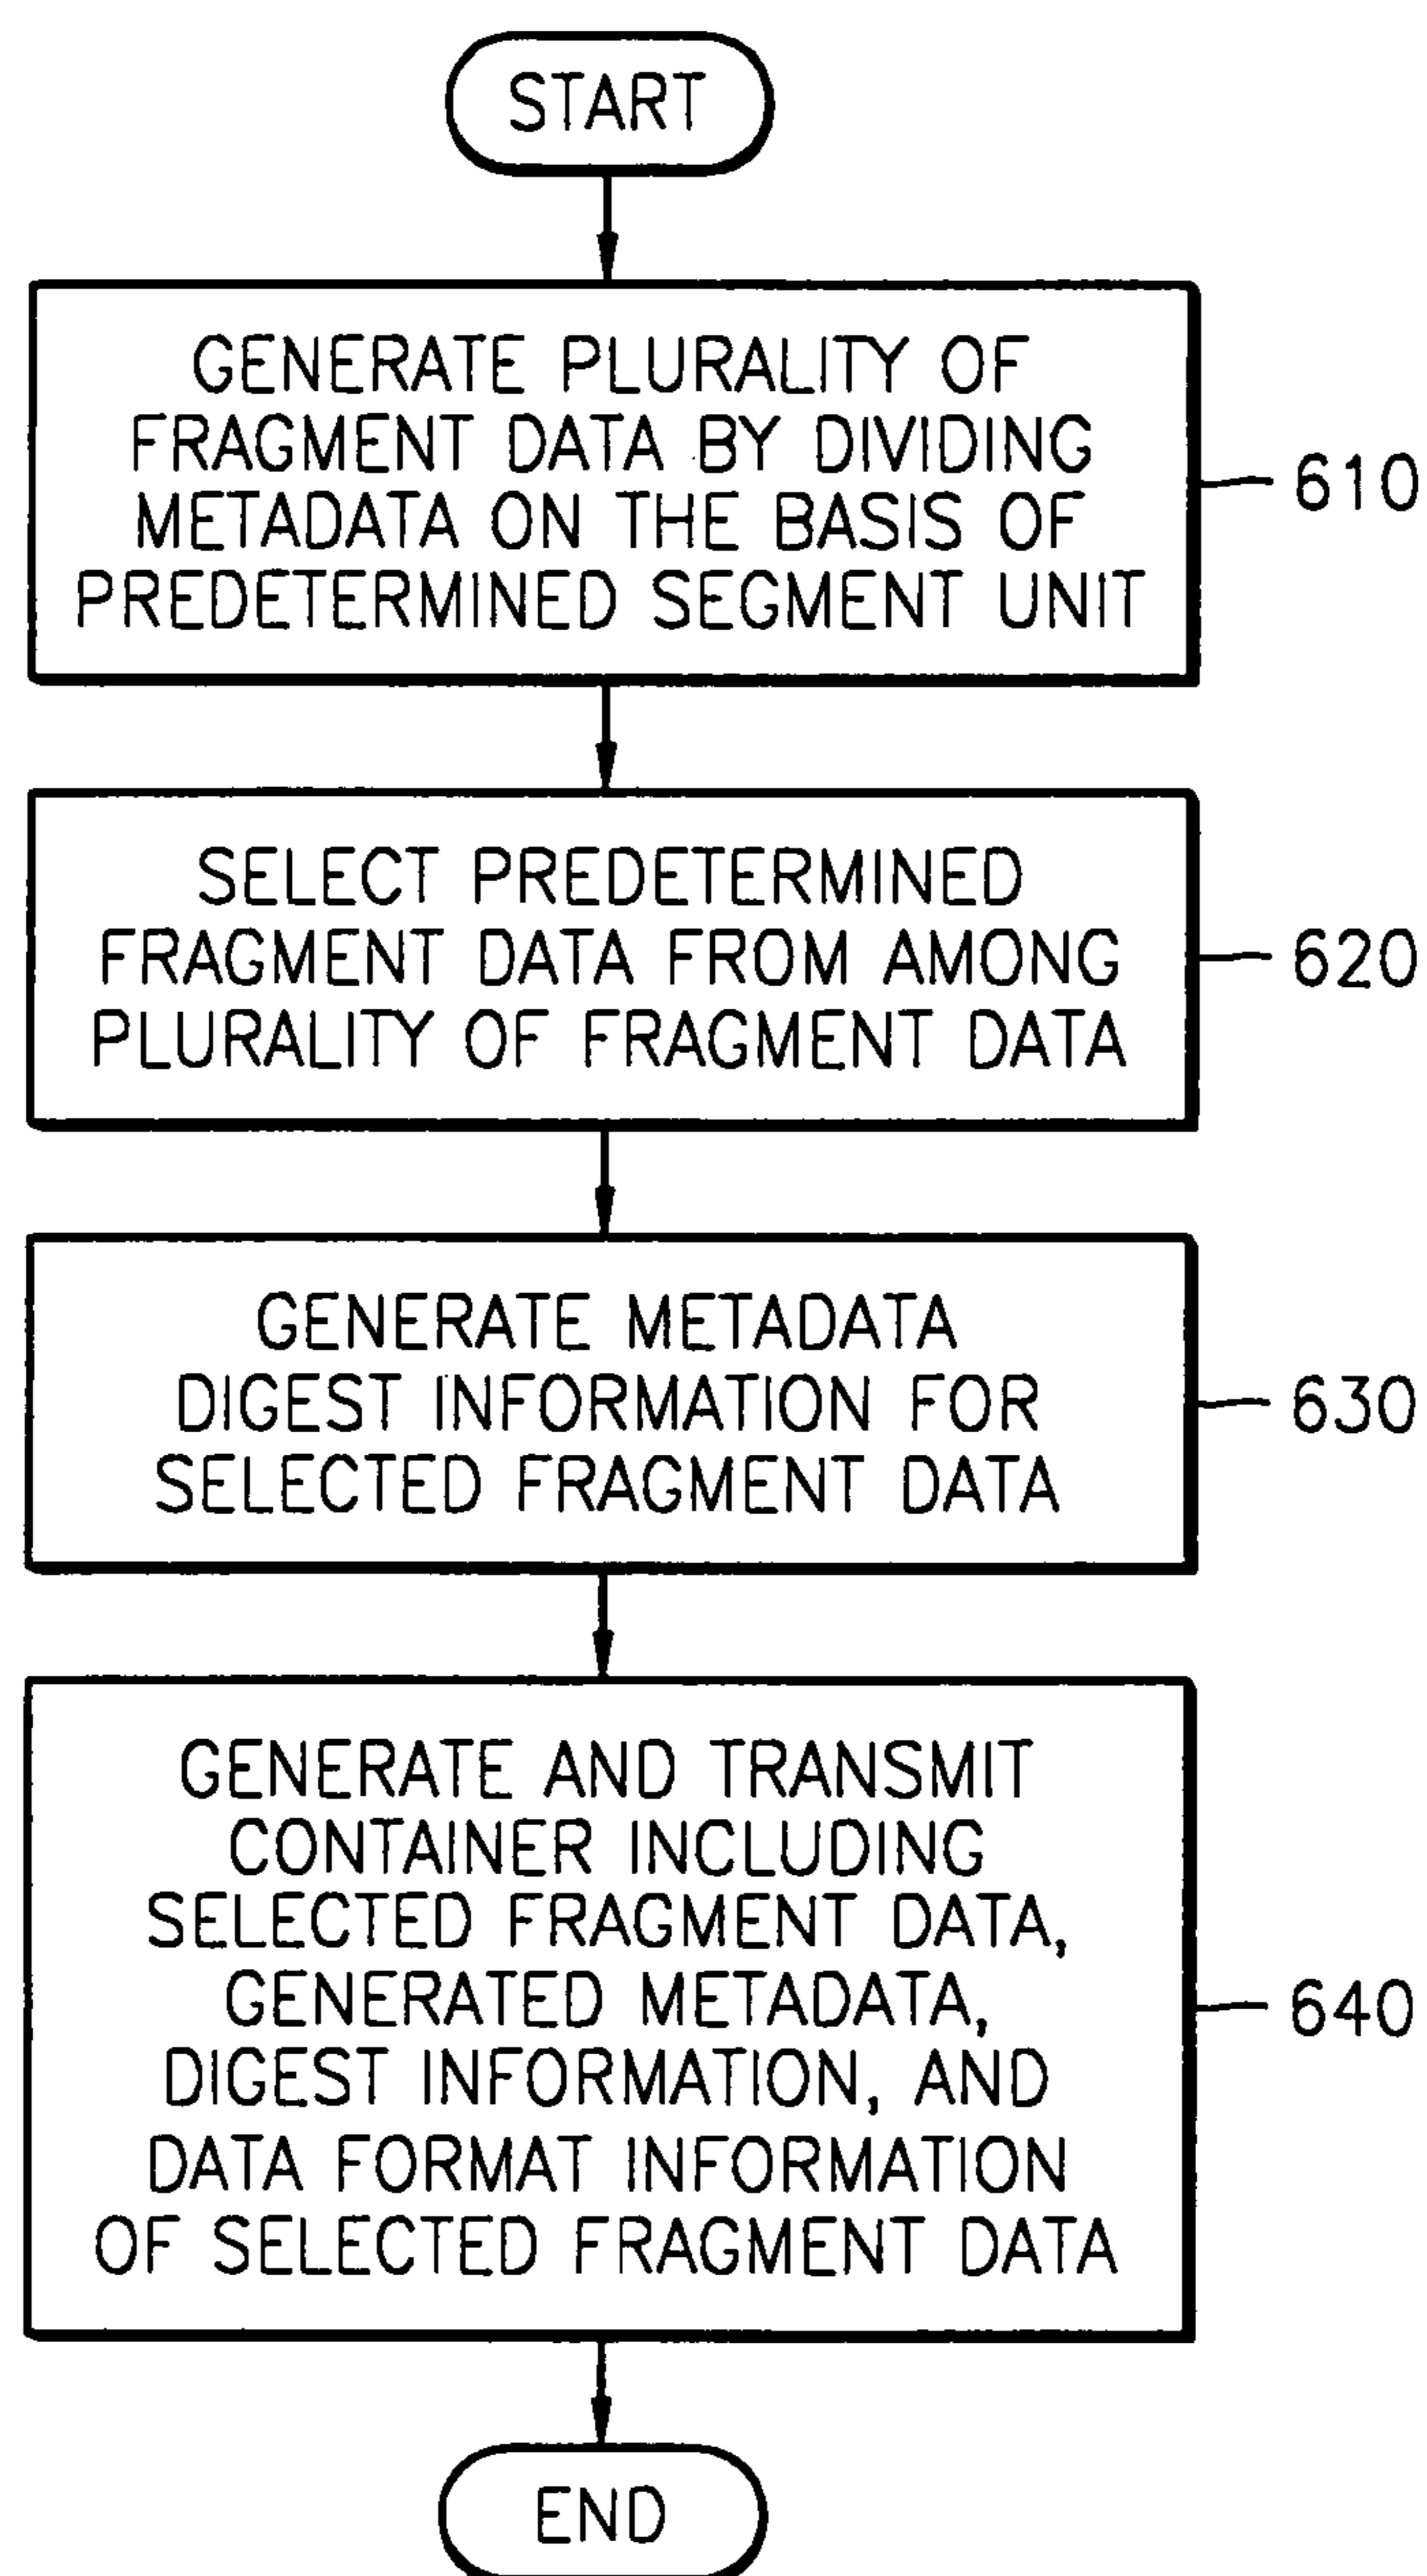 START
GENERATE PLURALITY OF
FRAGMENT DATA BY DIVIDING
METADATA ON THE BASIS OF
PREDETERMINED SEGMENT UNIT
610
SELECT PREDETERMINED
FRAGMENT DATA FROM AMONG
PLURALITY OF FRAGMENT DATA
620
GENERATE METADATA
DIGEST INFORMATION FOR
SELECTED FRAGMENT DATA
630
GENERATE AND TRANSMIT
CONTAINER INCLUDING
SELECTED FRAGMENT DATA,
GENERATED METADATA,
DIGEST INFORMATION, AND
DATA FORMAT INFORMATION
OF SELECTED FRAGMENT DATA
640
END